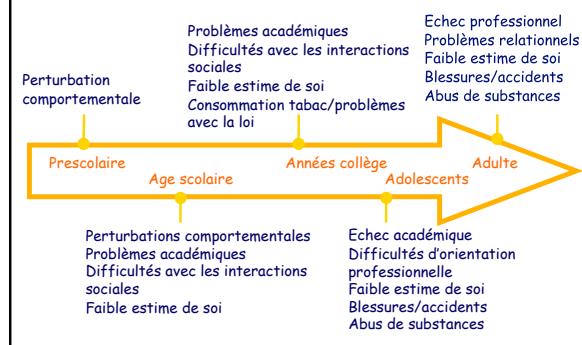 Perturbation
comportementale
Problèmes académiques
Difficultés avec les interactions
sociales
Faible estime de soi
Consommation tabac/problèmes
avec la loi
Echec professionnel
Problèmes relationnels
Faible estime de soi
Blessures/accidents
Abus de substances
Prescolaire
Age scolaire
Années collège
Adolescents
Adulte
Perturbations comportementales
Problèmes académiques
Difficultés avec les interactions
sociales
Faible estime de soi
Echec académique
Difficultés d'orientation
professionnelle
Faible estime de soi
Blessures/accidents
Abus de substances